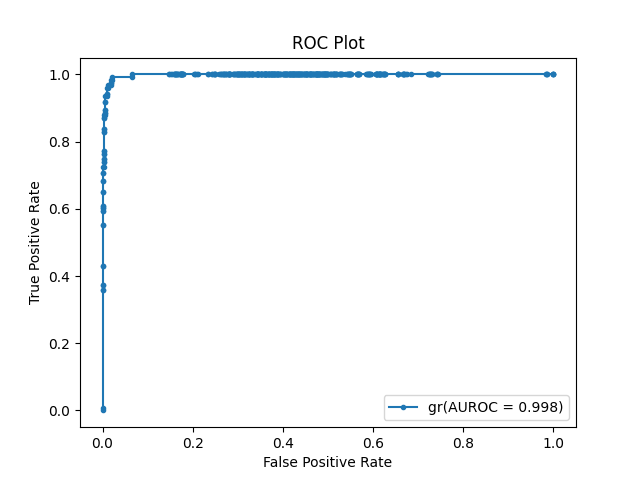 ROC Plot
1.0
0.8
0.6
0.4
0.2
0.0
True Positive Rate
gr(AUROC = 0.998)
0.0 0.2 0.4 0.6 0.8 1.0
False Positive Rate